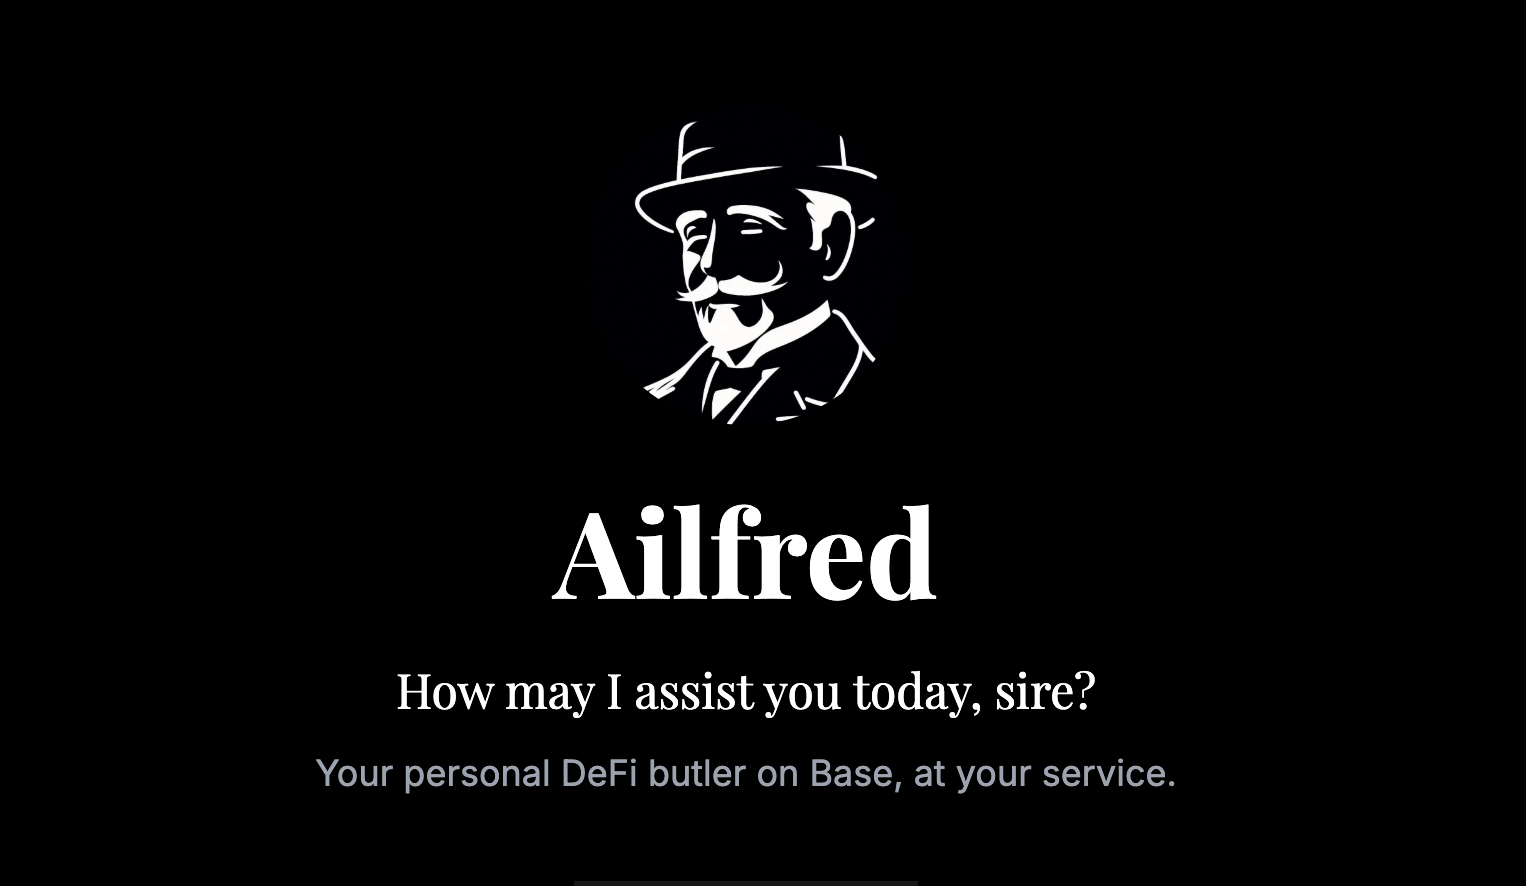 Ailfred
How may I assist you today, sire?
Your personal DeFi butler on Base, at your service.